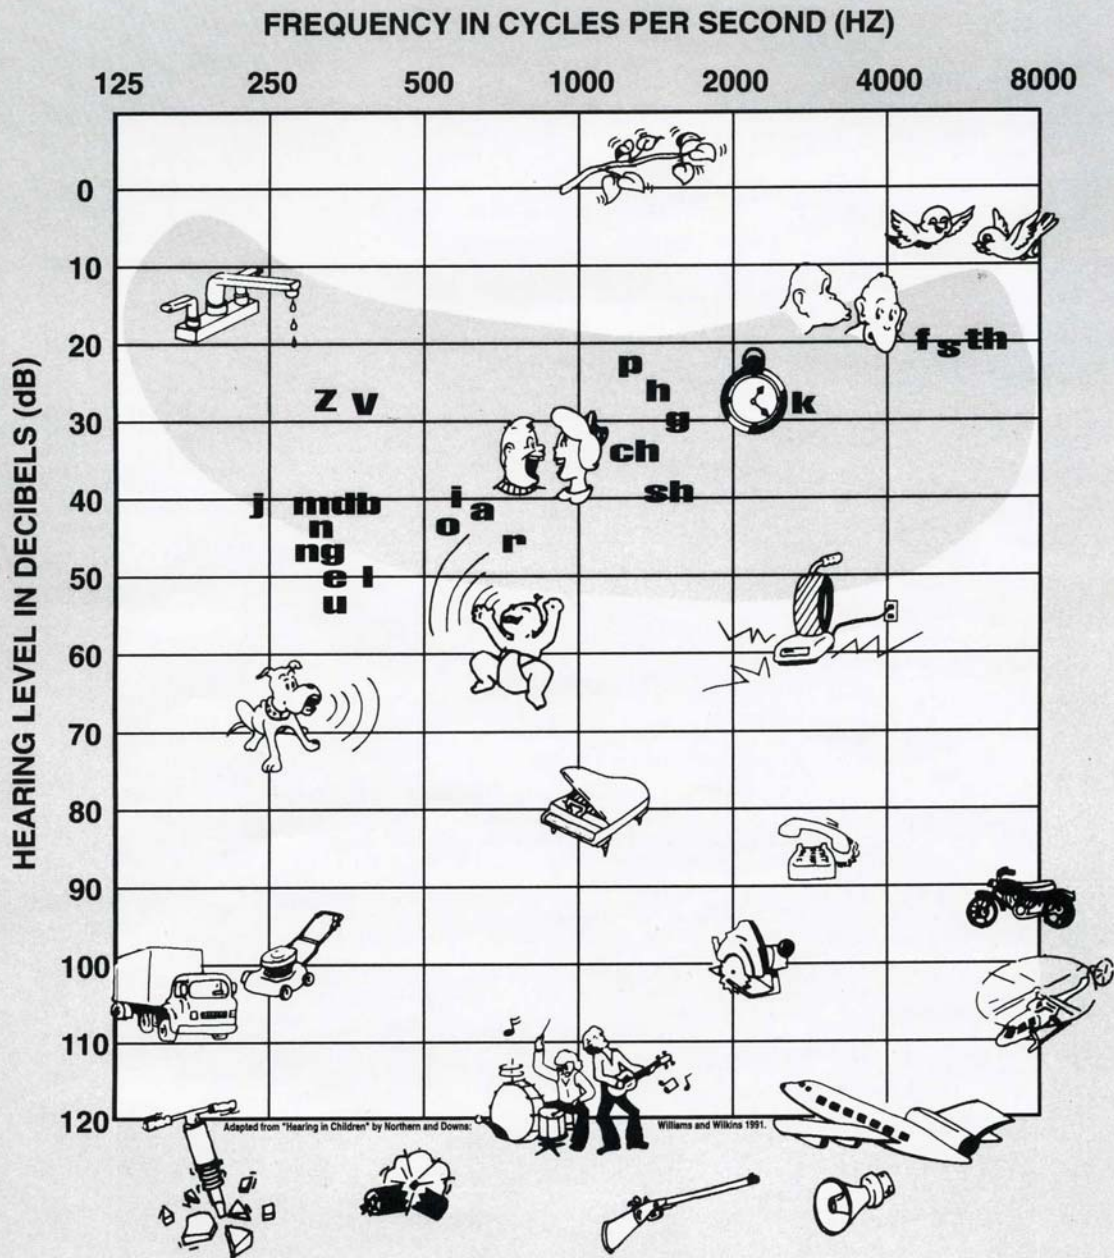 FREQUENCY IN CYCLES PER SECOND (HZ)
125 250 500 1000 2000 4000 8000
HEARING LEVEL IN DECIBELS (dB)
0
10
20
f s th
p
h
z v
k
g
30
ch
sh
j mdb i a
40
n o
r
ng
e l
50
u
60
70
80
90
100
110
120
Adapted from "Hearing in Children" by Northern and Downs: Williams and Wilkins 1991.